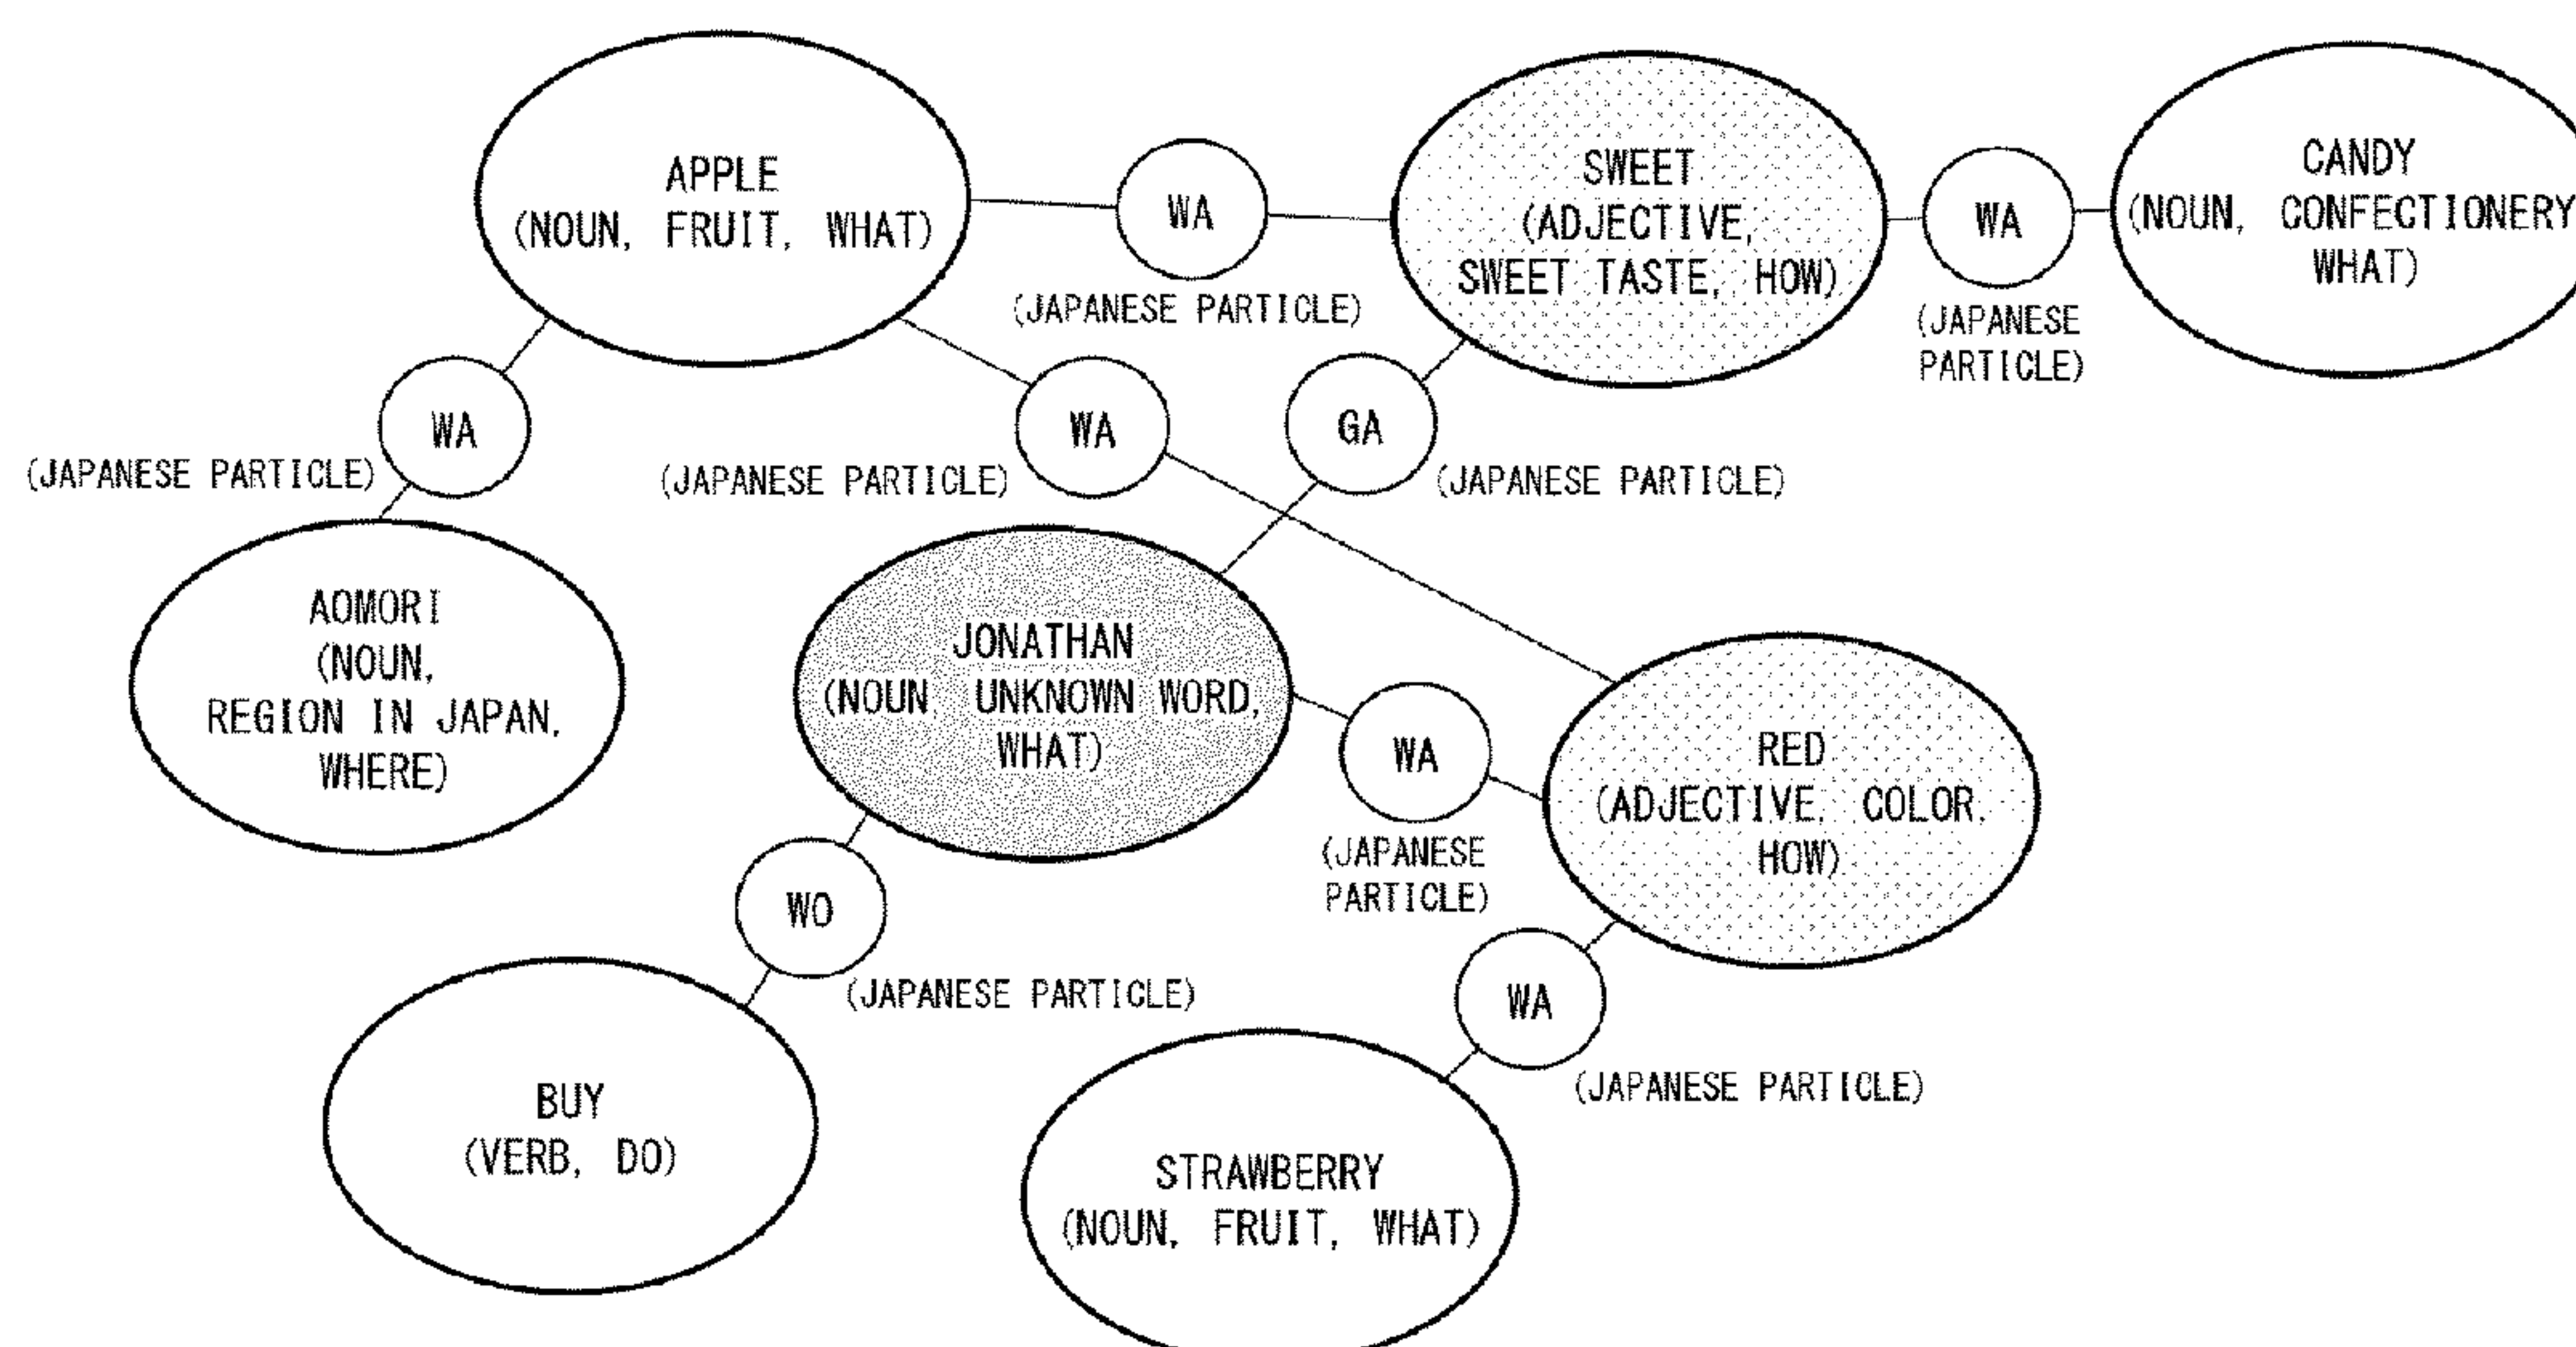 APPLE
(NOUN, FRUIT, WHAT)
WA
(JAPANESE PARTICLE)
SWEET
(ADJECTIVE,
SWEET TASTE, HOW)
WA
(JAPANESE
PARTICLE)
CANDY
(NOUN, CONFECTIONERY
WHAT)
WA
(JAPANESE PARTICLE)
WA
(JAPANESE PARTICLE)
GA
(JAPANESE PARTICLE)
AOMORI
(NOUN,
REGION IN JAPAN,
WHERE)
JONATHAN
(NOUN, UNKNOWN WORD,
WHAT)
WA
(JAPANESE
PARTICLE)
RED
(ADJECTIVE, COLOR,
HOW)
WO
(JAPANESE PARTICLE)
WA
(JAPANESE PARTICLE)
BUY
(VERB, DO)
STRAWBERRY
(NOUN, FRUIT, WHAT)